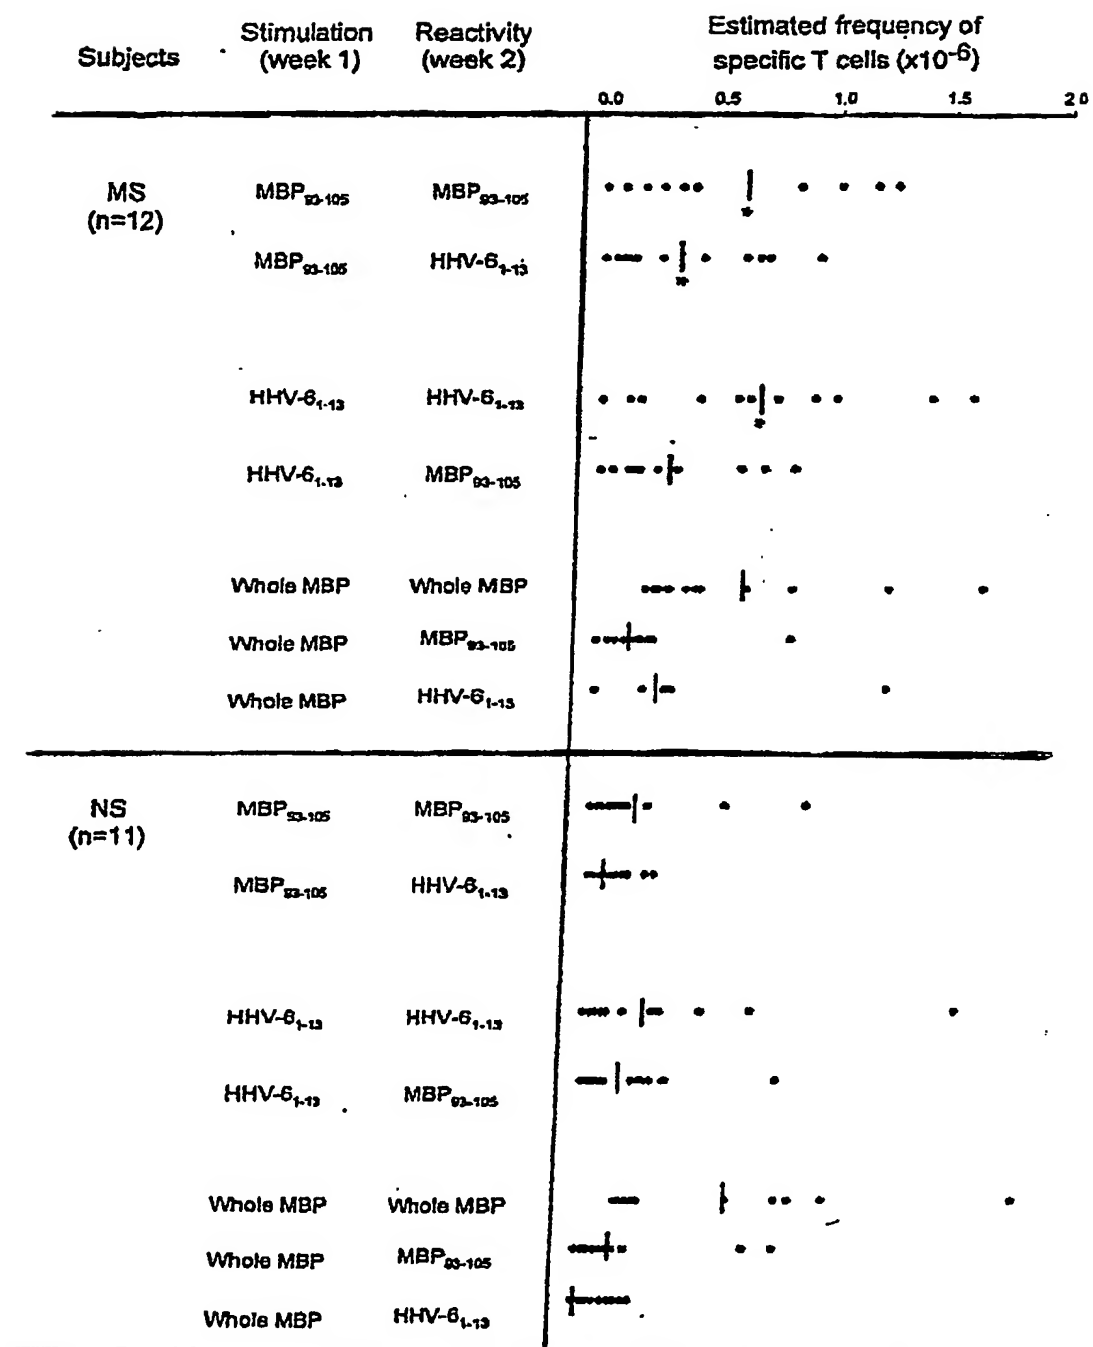 Subjects Stimulation (week 1) Reactivity (week 2) Estimated frequency of specific T cells (x10⁻⁶)
0.0 0.5 1.0 1.5 2.0
MS (n=12) MBP₉₃₋₁₀₅ MBP₉₃₋₁₀₅
*
MBP₉₃₋₁₀₅ HHV-6₁₋₁₃
*
HHV-6₁₋₁₃ HHV-6₁₋₁₃
*
HHV-6₁₋₁₃ MBP₉₃₋₁₀₅
Whole MBP Whole MBP
Whole MBP MBP₉₃₋₁₀₅
Whole MBP HHV-6₁₋₁₃
NS (n=11) MBP₉₃₋₁₀₅ MBP₉₃₋₁₀₅
MBP₉₃₋₁₀₅ HHV-6₁₋₁₃
HHV-6₁₋₁₃ HHV-6₁₋₁₃
HHV-6₁₋₁₃ MBP₉₃₋₁₀₅
Whole MBP Whole MBP
Whole MBP MBP₉₃₋₁₀₅
Whole MBP HHV-6₁₋₁₃